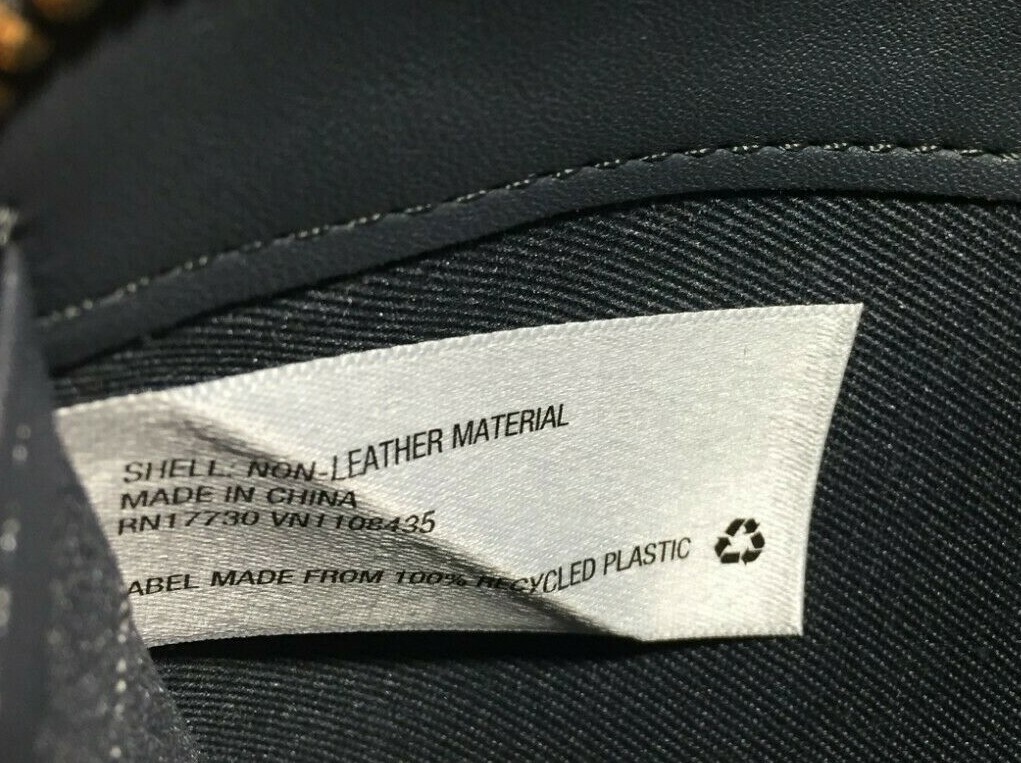 SHELL: NON-LEATHER MATERIAL
MADE IN CHINA
RN17730 VN1108435
ABEL MADE FROM 100% RECYCLED PLASTIC